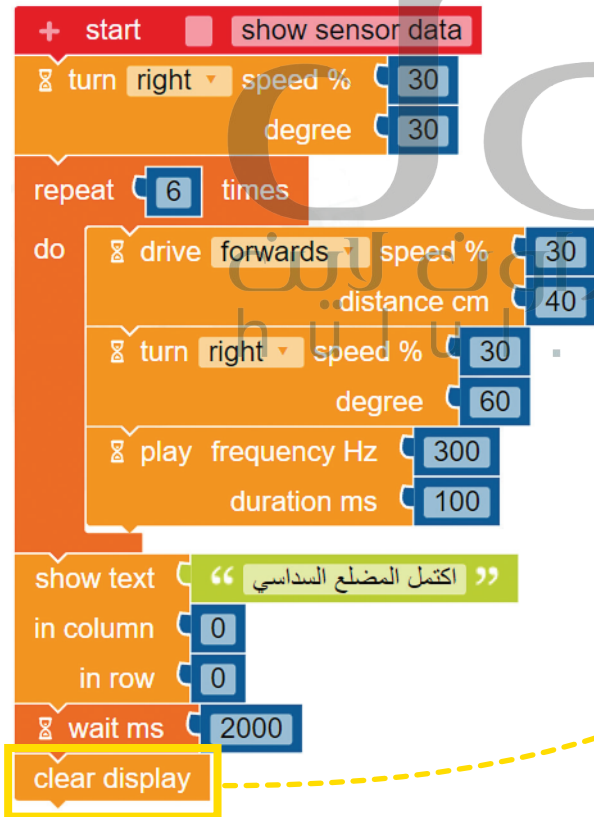 + start show sensor data
turn right speed % 30
degree 30
repeat 6 times
do drive forwards speed % 30
distance cm 40
turn right speed % 30
degree 60
play frequency Hz 300
duration ms 100
show text “ اكتمل المضلع السداسي ”
in column 0
in row 0
wait ms 2000
clear display